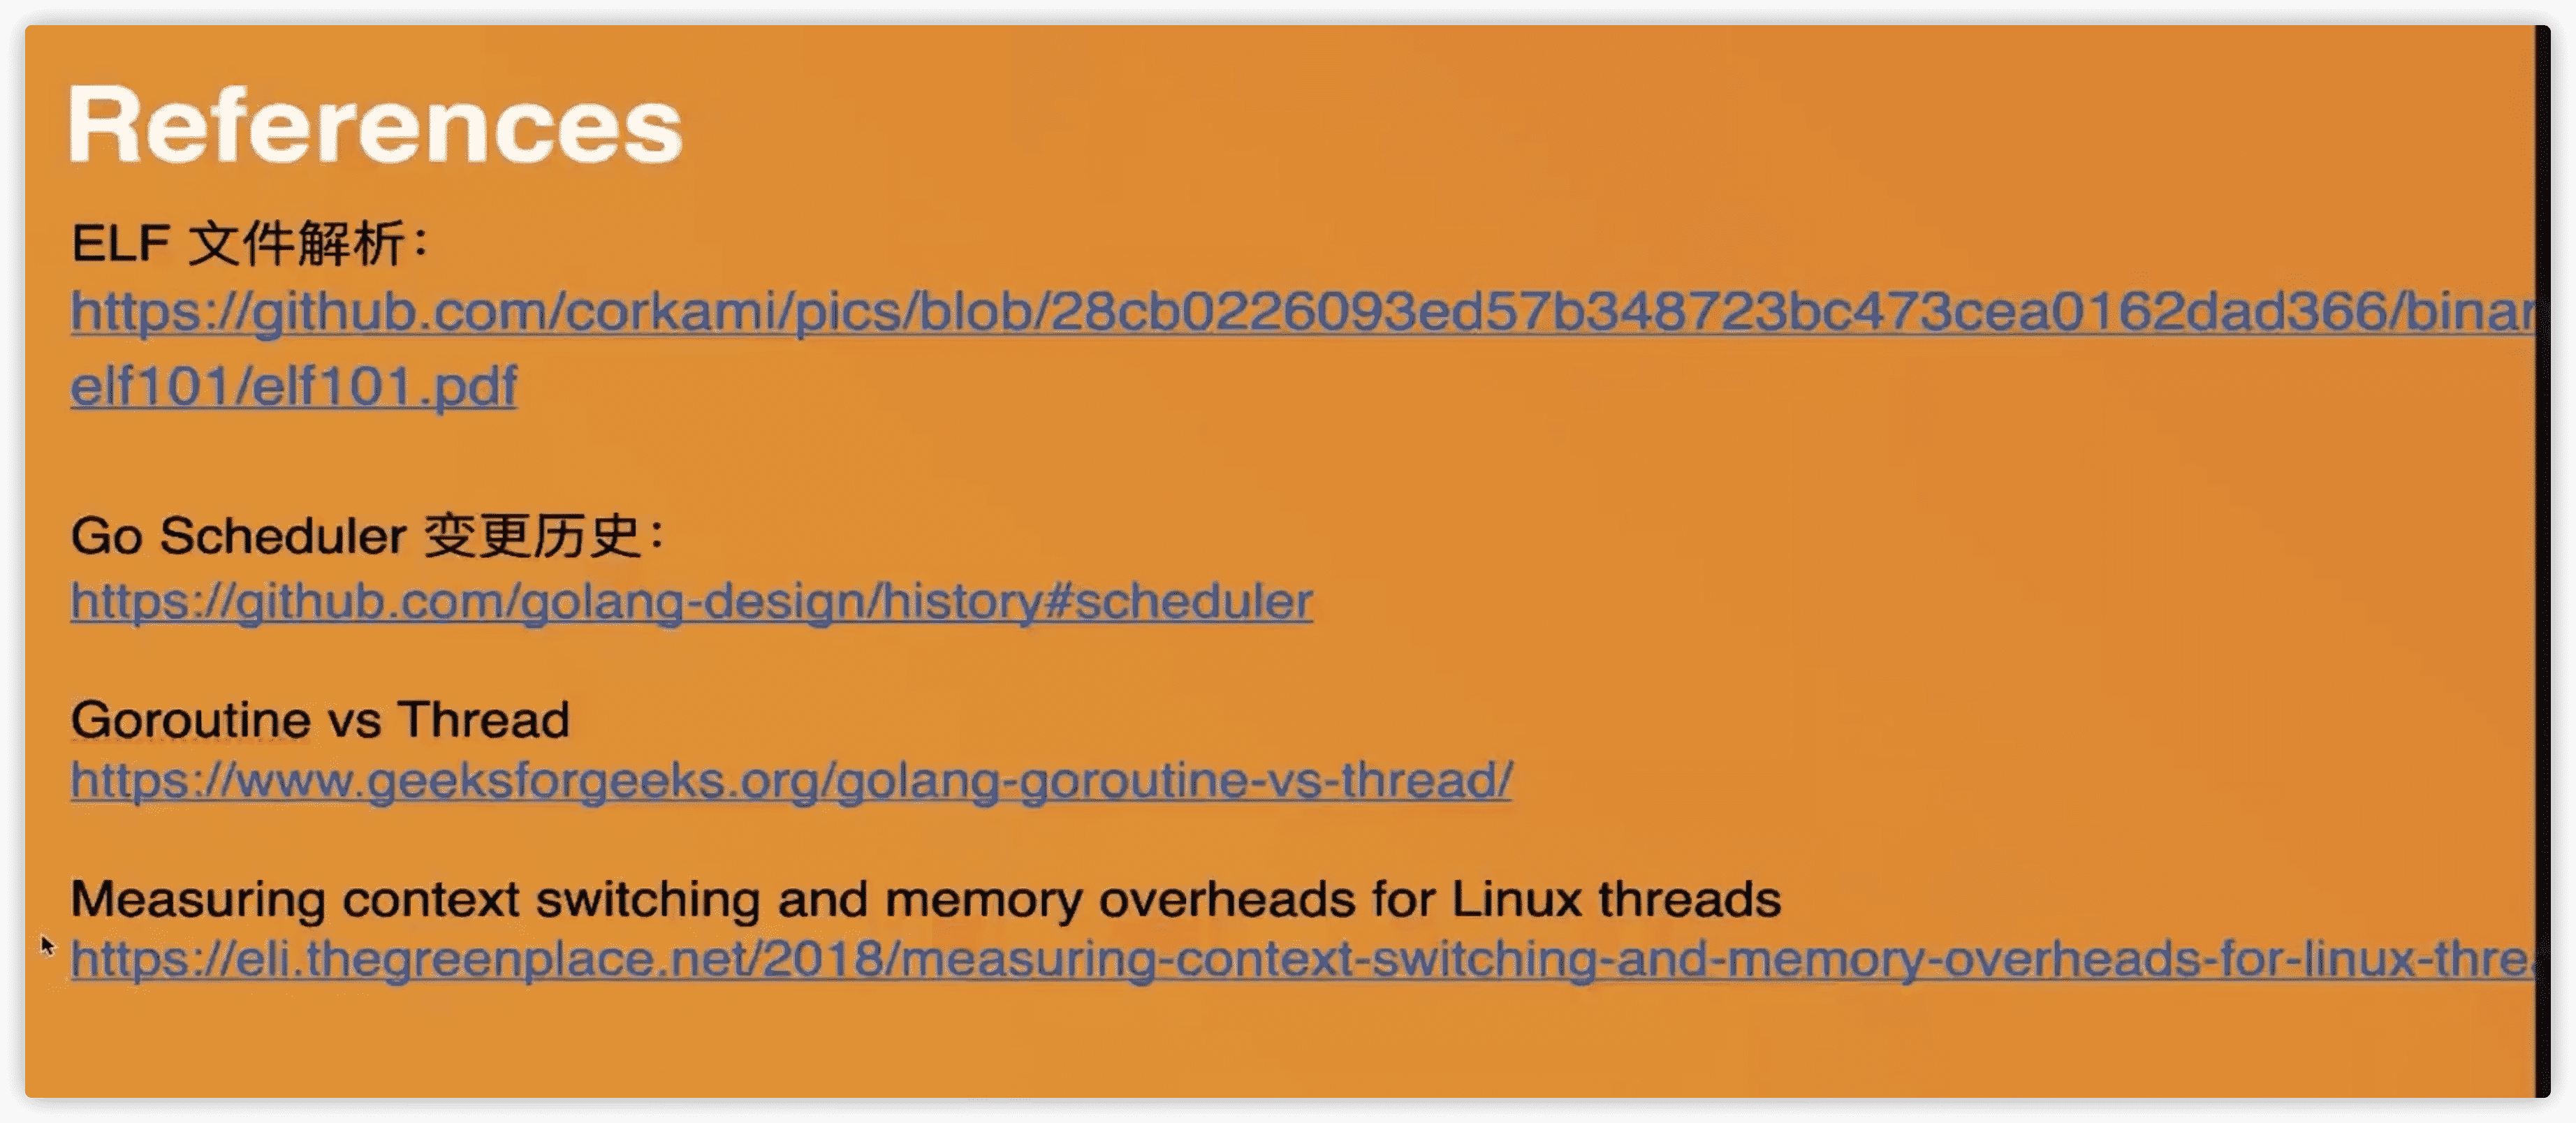 References
ELF 文件解析：
https://github.com/corkami/pics/blob/28cb0226093ed57b348723bc473cea0162dad366/binar
elf101/elf101.pdf
Go Scheduler 变更历史：
https://github.com/golang-design/history#scheduler
Goroutine vs Thread
https://www.geeksforgeeks.org/golang-goroutine-vs-thread/
Measuring context switching and memory overheads for Linux threads
https://eli.thegreenplace.net/2018/measuring-context-switching-and-memory-overheads-for-linux-threa